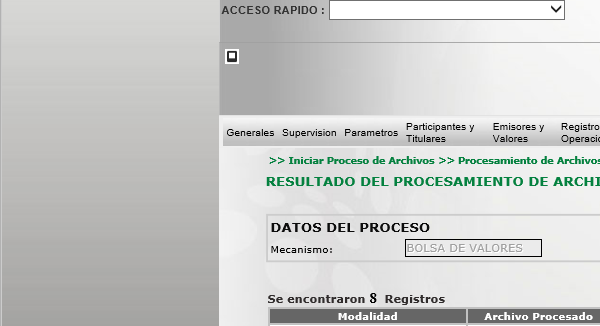 ACCESO RAPIDO :
Generales Supervision Parametros Participantes y Titulares Emisores y Valores Registro Operacio
>> Iniciar Proceso de Archivos >> Procesamiento de Archivos
RESULTADO DEL PROCESAMIENTO DE ARCHI
DATOS DEL PROCESO
Mecanismo: BOLSA DE VALORES
Se encontraron 8 Registros
Modalidad Archivo Procesado